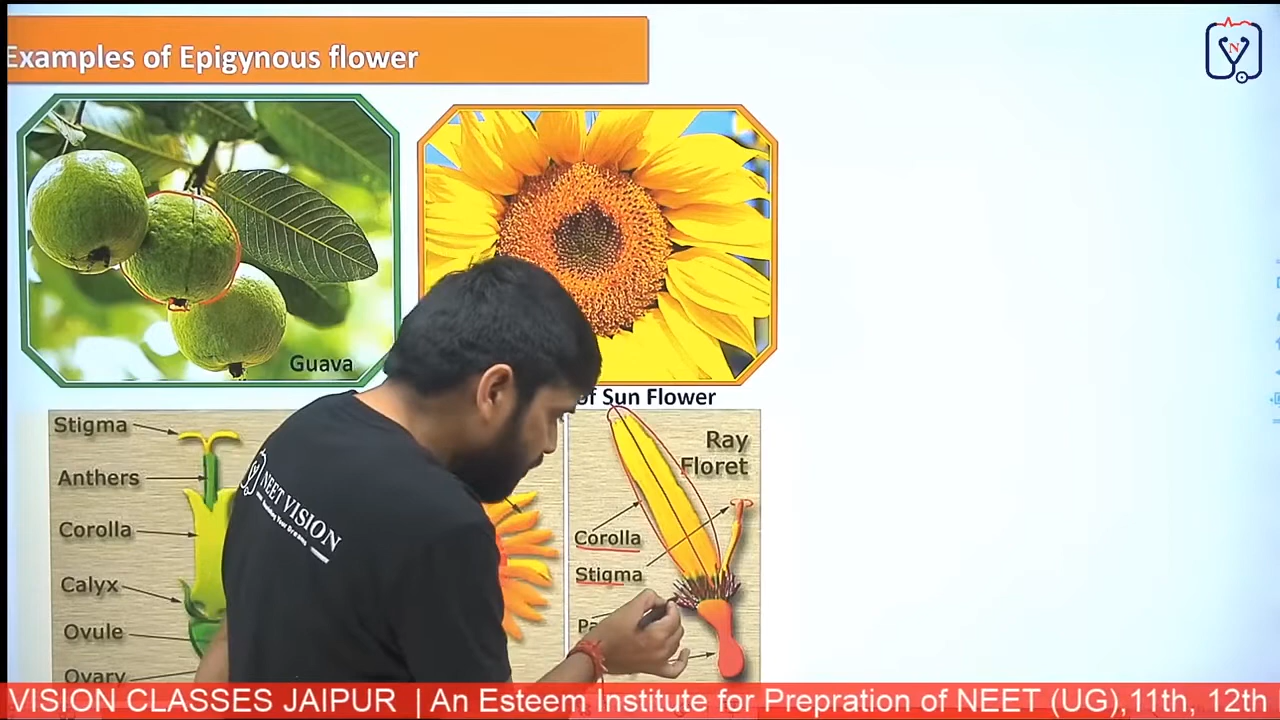 Examples of Epigynous flower
N
Guava
of Sun Flower
Stigma
Anthers
Corolla
Calyx
Ovule
Ovary
Ray
Floret
Corolla
Stigma
NEET VISION
VISION CLASSES JAIPUR | An Esteem Institute for Prepration of NEET (UG),11th, 12th